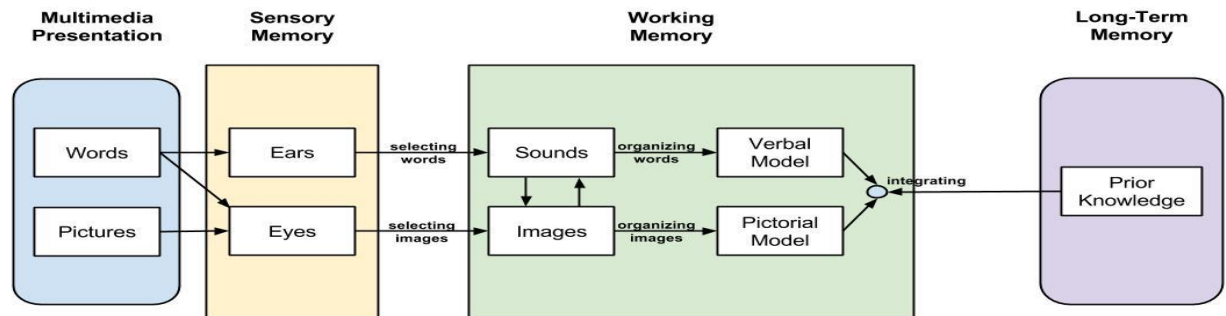 Multimedia
Presentation
Sensory
Memory
Working
Memory
Long-Term
Memory
Words
Pictures
Ears
Eyes
selecting
words
selecting
images
Sounds
Images
organizing
words
organizing
images
Verbal
Model
Pictorial
Model
integrating
Prior
Knowledge